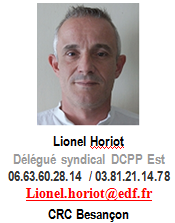 Lionel Horiot
Délégué syndical DCPP Est
06.63.60.28.14 / 03.81.21.14.78
Lionel.horiot@edf.fr
CRC Besançon